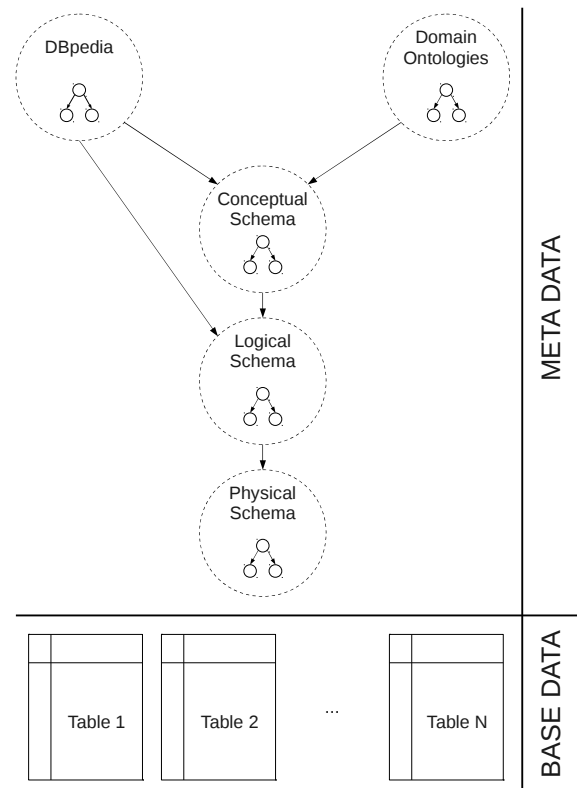 DBpedia
Domain
Ontologies
Conceptual
Schema
Logical
Schema
Physical
Schema
META DATA
Table 1
Table 2
...
Table N
BASE DATA